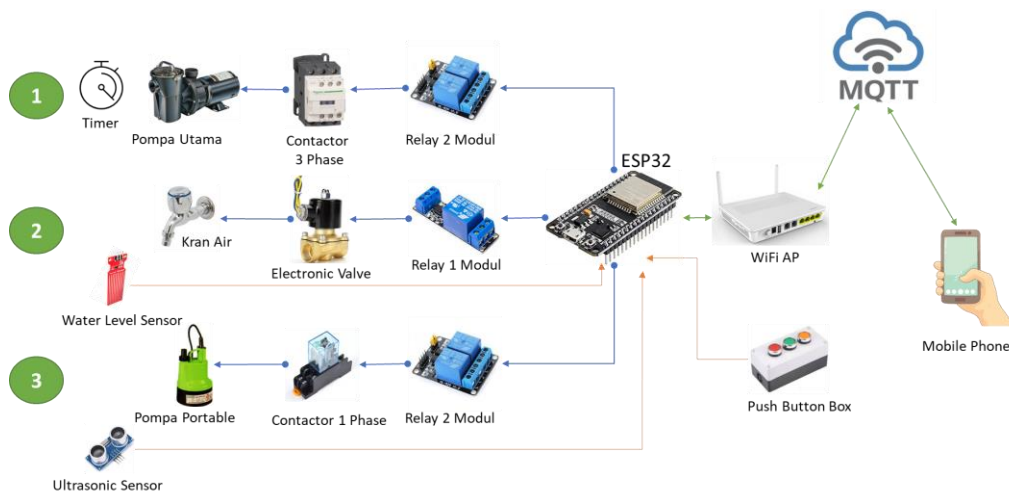 MQTT
1
Timer
Pompa Utama
Contactor
3 Phase
Relay 2 Modul
ESP32
2
Kran Air
Electronic Valve
Relay 1 Modul
WiFi AP
Water Level Sensor
Mobile Phone
3
Pompa Portable
Contactor 1 Phase
Relay 2 Modul
Push Button Box
Ultrasonic Sensor